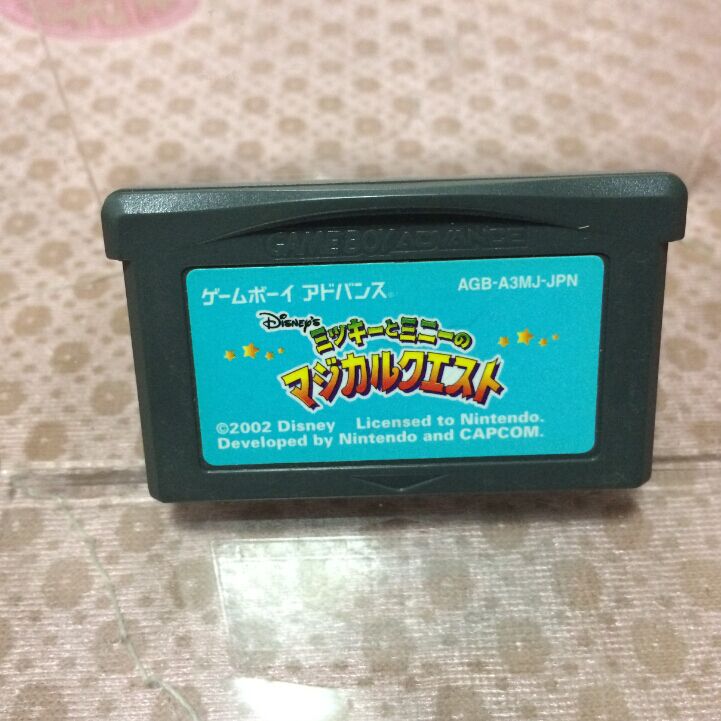 GAME BOY ADVANCE
ゲームボーイ アドバンス®
AGB-A3MJ-JPN
Disney's
ミッキーとミニーの
マジカルクエスト
©2002 Disney Licensed to Nintendo.
Developed by Nintendo and CAPCOM.